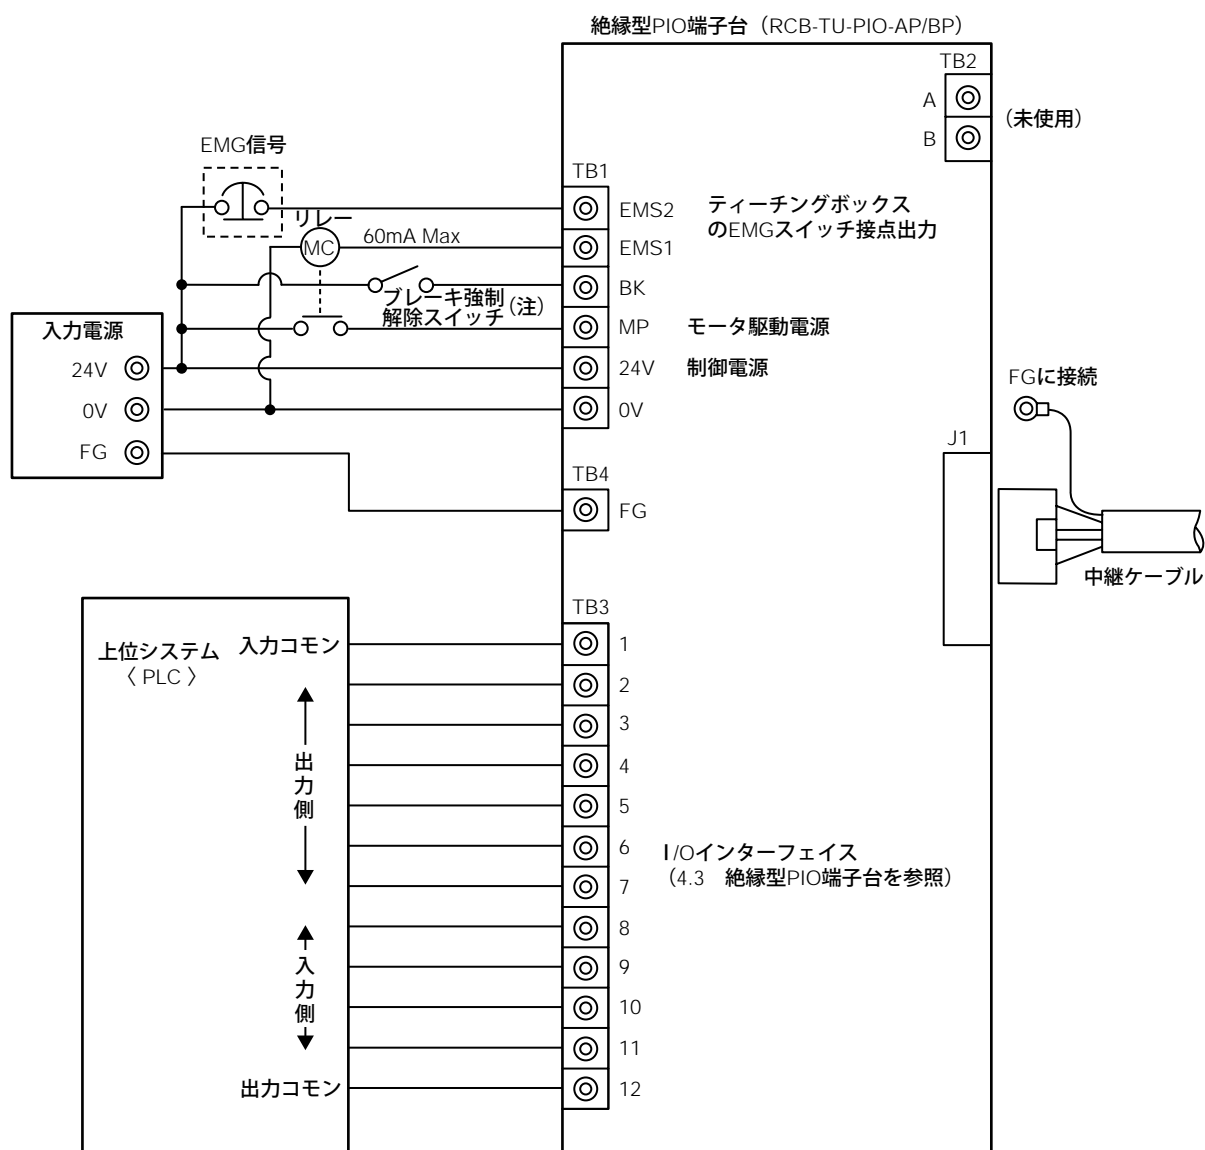 絶縁型PIO端子台（RCB-TU-PIO-AP/BP）
TB2
A
B
（未使用）
EMG信号
TB1
EMS2
ティーチングボックス
のEMGスイッチ接点出力
リレー
MC
60mA Max
EMS1
BK
ブレーキ強制
解除スイッチ
（注）
MP
モータ駆動電源
入力電源
24V
24V
制御電源
0V
0V
FG
FGに接続
J1
TB4
FG
中継ケーブル
TB3
上位システム
〈 PLC 〉
入力コモン
1
2
3
出力側
4
5
6
I/Oインターフェイス
（4.3　絶縁型PIO端子台を参照）
7
8
入力側
9
10
11
出力コモン
12